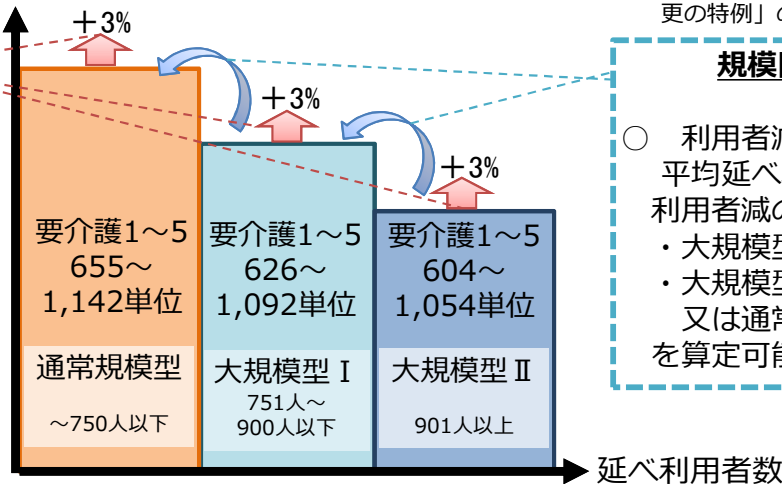 更の特例」の
+3%
+3%
+3%
規模
○ 利用者減
平均延べ
利用者減の
・大規模型
・大規模型
又は通常
を算定可能
要介護1～5
655～
1,142単位
通常規模型
～750人以下
要介護1～5
626～
1,092単位
大規模型Ⅰ
751人～
900人以下
要介護1～5
604～
1,054単位
大規模型Ⅱ
901人以上
延べ利用者数